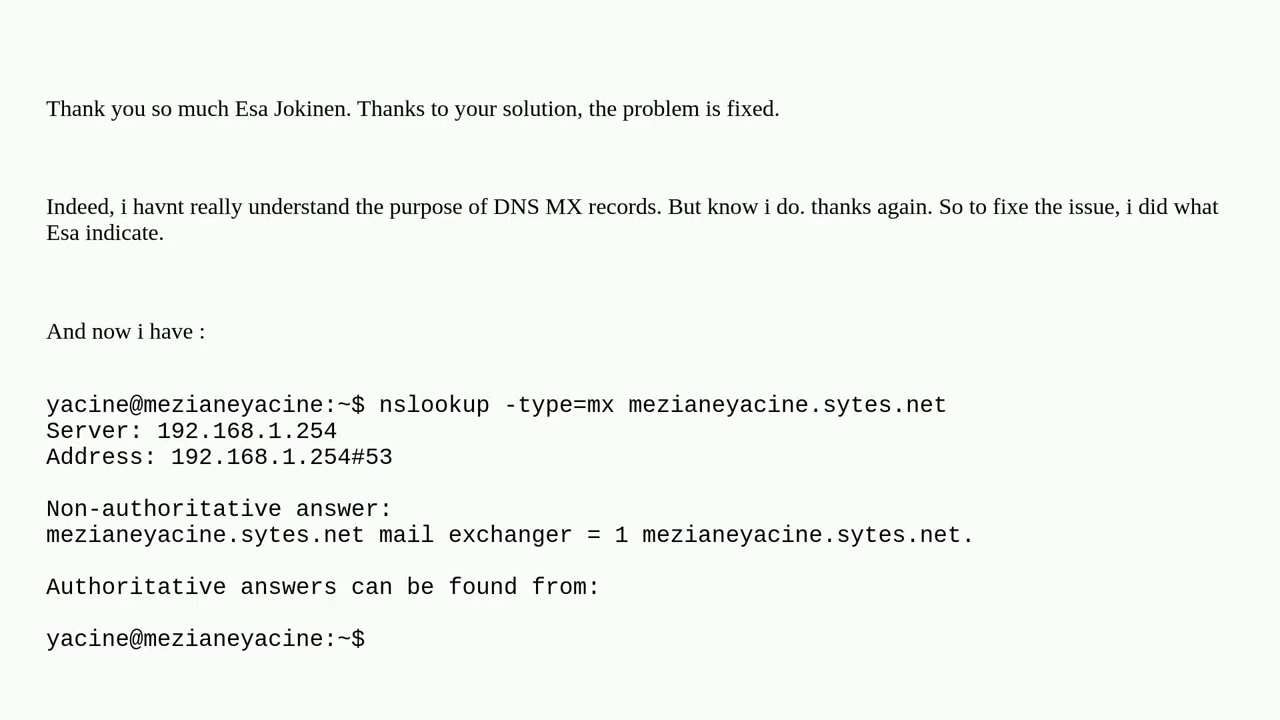 Thank you so much Esa Jokinen. Thanks to your solution, the problem is fixed.
Indeed, i havnt really understand the purpose of DNS MX records. But know i do. thanks again. So to fixe the issue, i did what
Esa indicate.
And now i have :
yacine@mezianeyacine:~$ nslookup -type=mx mezianeyacine.sytes.net
Server: 192.168.1.254
Address: 192.168.1.254#53
Non-authoritative answer:
mezianeyacine.sytes.net mail exchanger = 1 mezianeyacine.sytes.net.
Authoritative answers can be found from:
yacine@mezianeyacine:~$